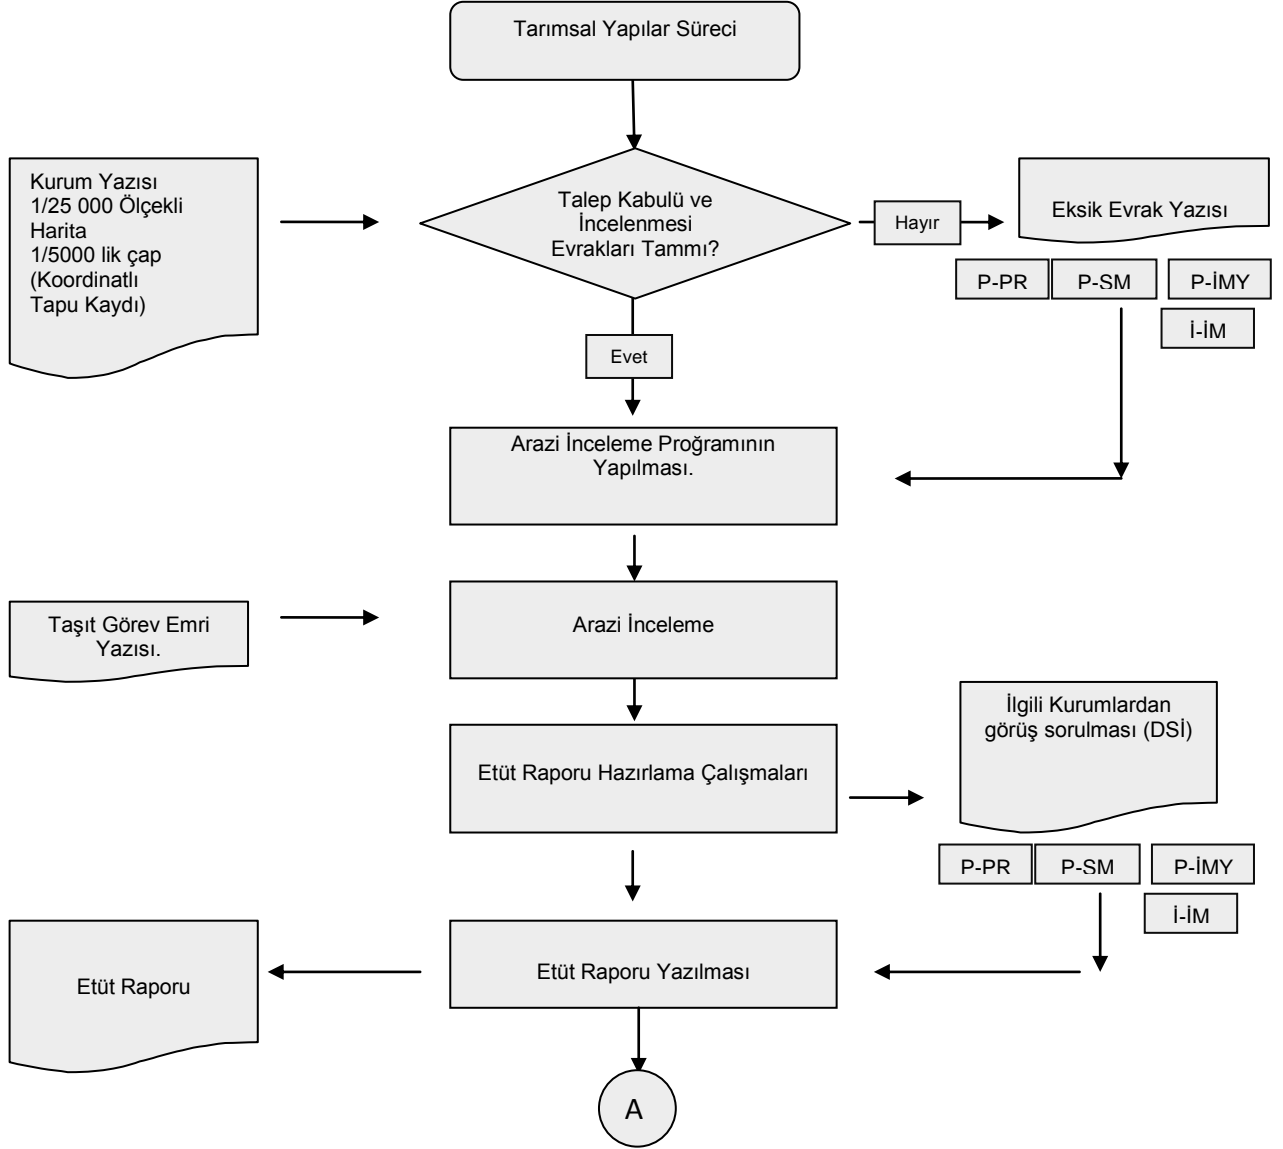 Tarımsal Yapılar Süreci
Kurum Yazısı
1/25 000 Ölçekli
Harita
1/5000 lik çap
(Koordinatlı
Tapu Kaydı)
Talep Kabulü ve
İncelenmesi
Evrakları Tammı?
Hayır
Eksik Evrak Yazısı
P-PR
P-SM
P-İMY
İ-İM
Evet
Arazi İnceleme Proğramının
Yapılması.
Taşıt Görev Emri
Yazısı.
Arazi İnceleme
Etüt Raporu Hazırlama Çalışmaları
İlgili Kurumlardan
görüş sorulması (DSİ)
P-PR
P-SM
P-İMY
İ-İM
Etüt Raporu
Etüt Raporu Yazılması
A